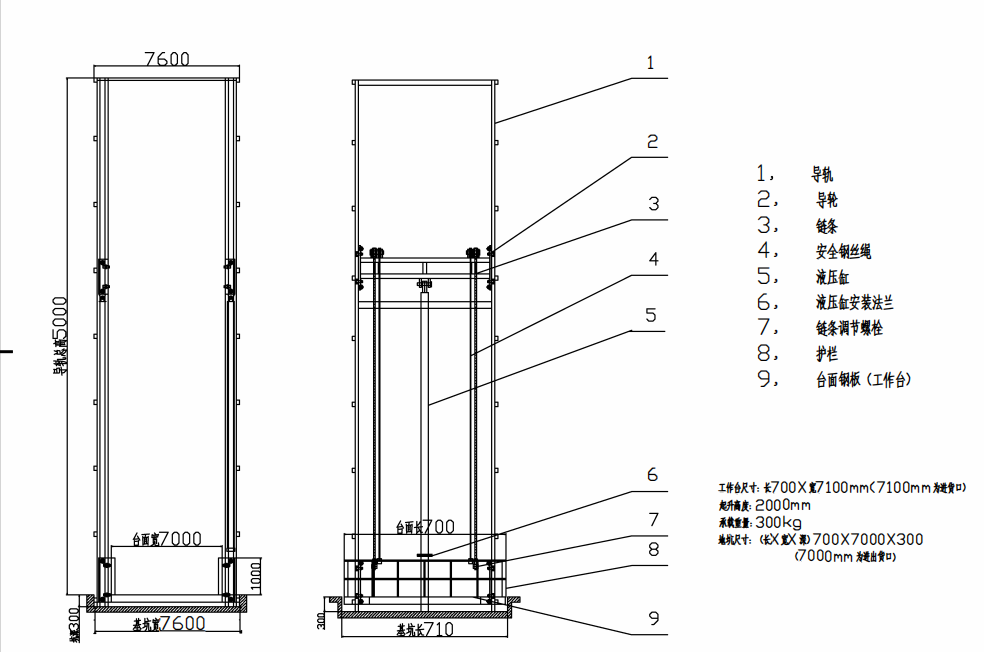 7600
导轨总高5000
台面宽7000
1000
坑深300
基坑宽7600
台面长700
300
基坑长710
1
2
3
4
5
6
7
8
9
1, 导轨
2, 导轮
3, 链条
4, 安全钢丝绳
5, 液压缸
6, 液压缸安装法兰
7, 链条调节螺栓
8, 护栏
9, 台面钢板(工作台)
工作台尺寸: 长700X宽7100mm(7100mm为进货口)
起升高度: 2000mm
承载重量: 300kg
地坑尺寸: (长X宽X深)700X7000X300
(7000mm为进出货口)